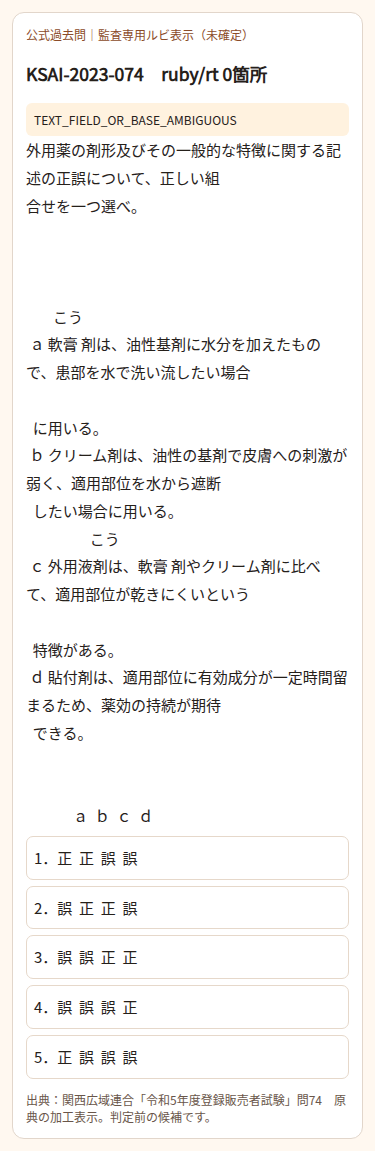 公式過去問｜監査専用ルビ表示（未確定）
KSAI-2023-074　ruby/rt 0箇所
TEXT_FIELD_OR_BASE_AMBIGUOUS
外用薬の剤形及びその一般的な特徴に関する記
述の正誤について、正しい組
合せを一つ選べ。
こう
a 軟膏 剤は、油性基剤に水分を加えたもの
で、患部を水で洗い流したい場合
に用いる。
b クリーム剤は、油性の基剤で皮膚への刺激が
弱く、適用部位を水から遮断
したい場合に用いる。
こう
c 外用液剤は、軟膏 剤やクリーム剤に比べ
て、適用部位が乾きにくいという
特徴がある。
d 貼付剤は、適用部位に有効成分が一定時間留
まるため、薬効の持続が期待
できる。
a b c d
1. 正 正 誤 誤
2. 誤 正 正 誤
3. 誤 誤 正 正
4. 誤 誤 誤 正
5. 正 誤 誤 誤
出典：関西広域連合「令和5年度登録販売者試験」問74　原
典の加工表示。判定前の候補です。